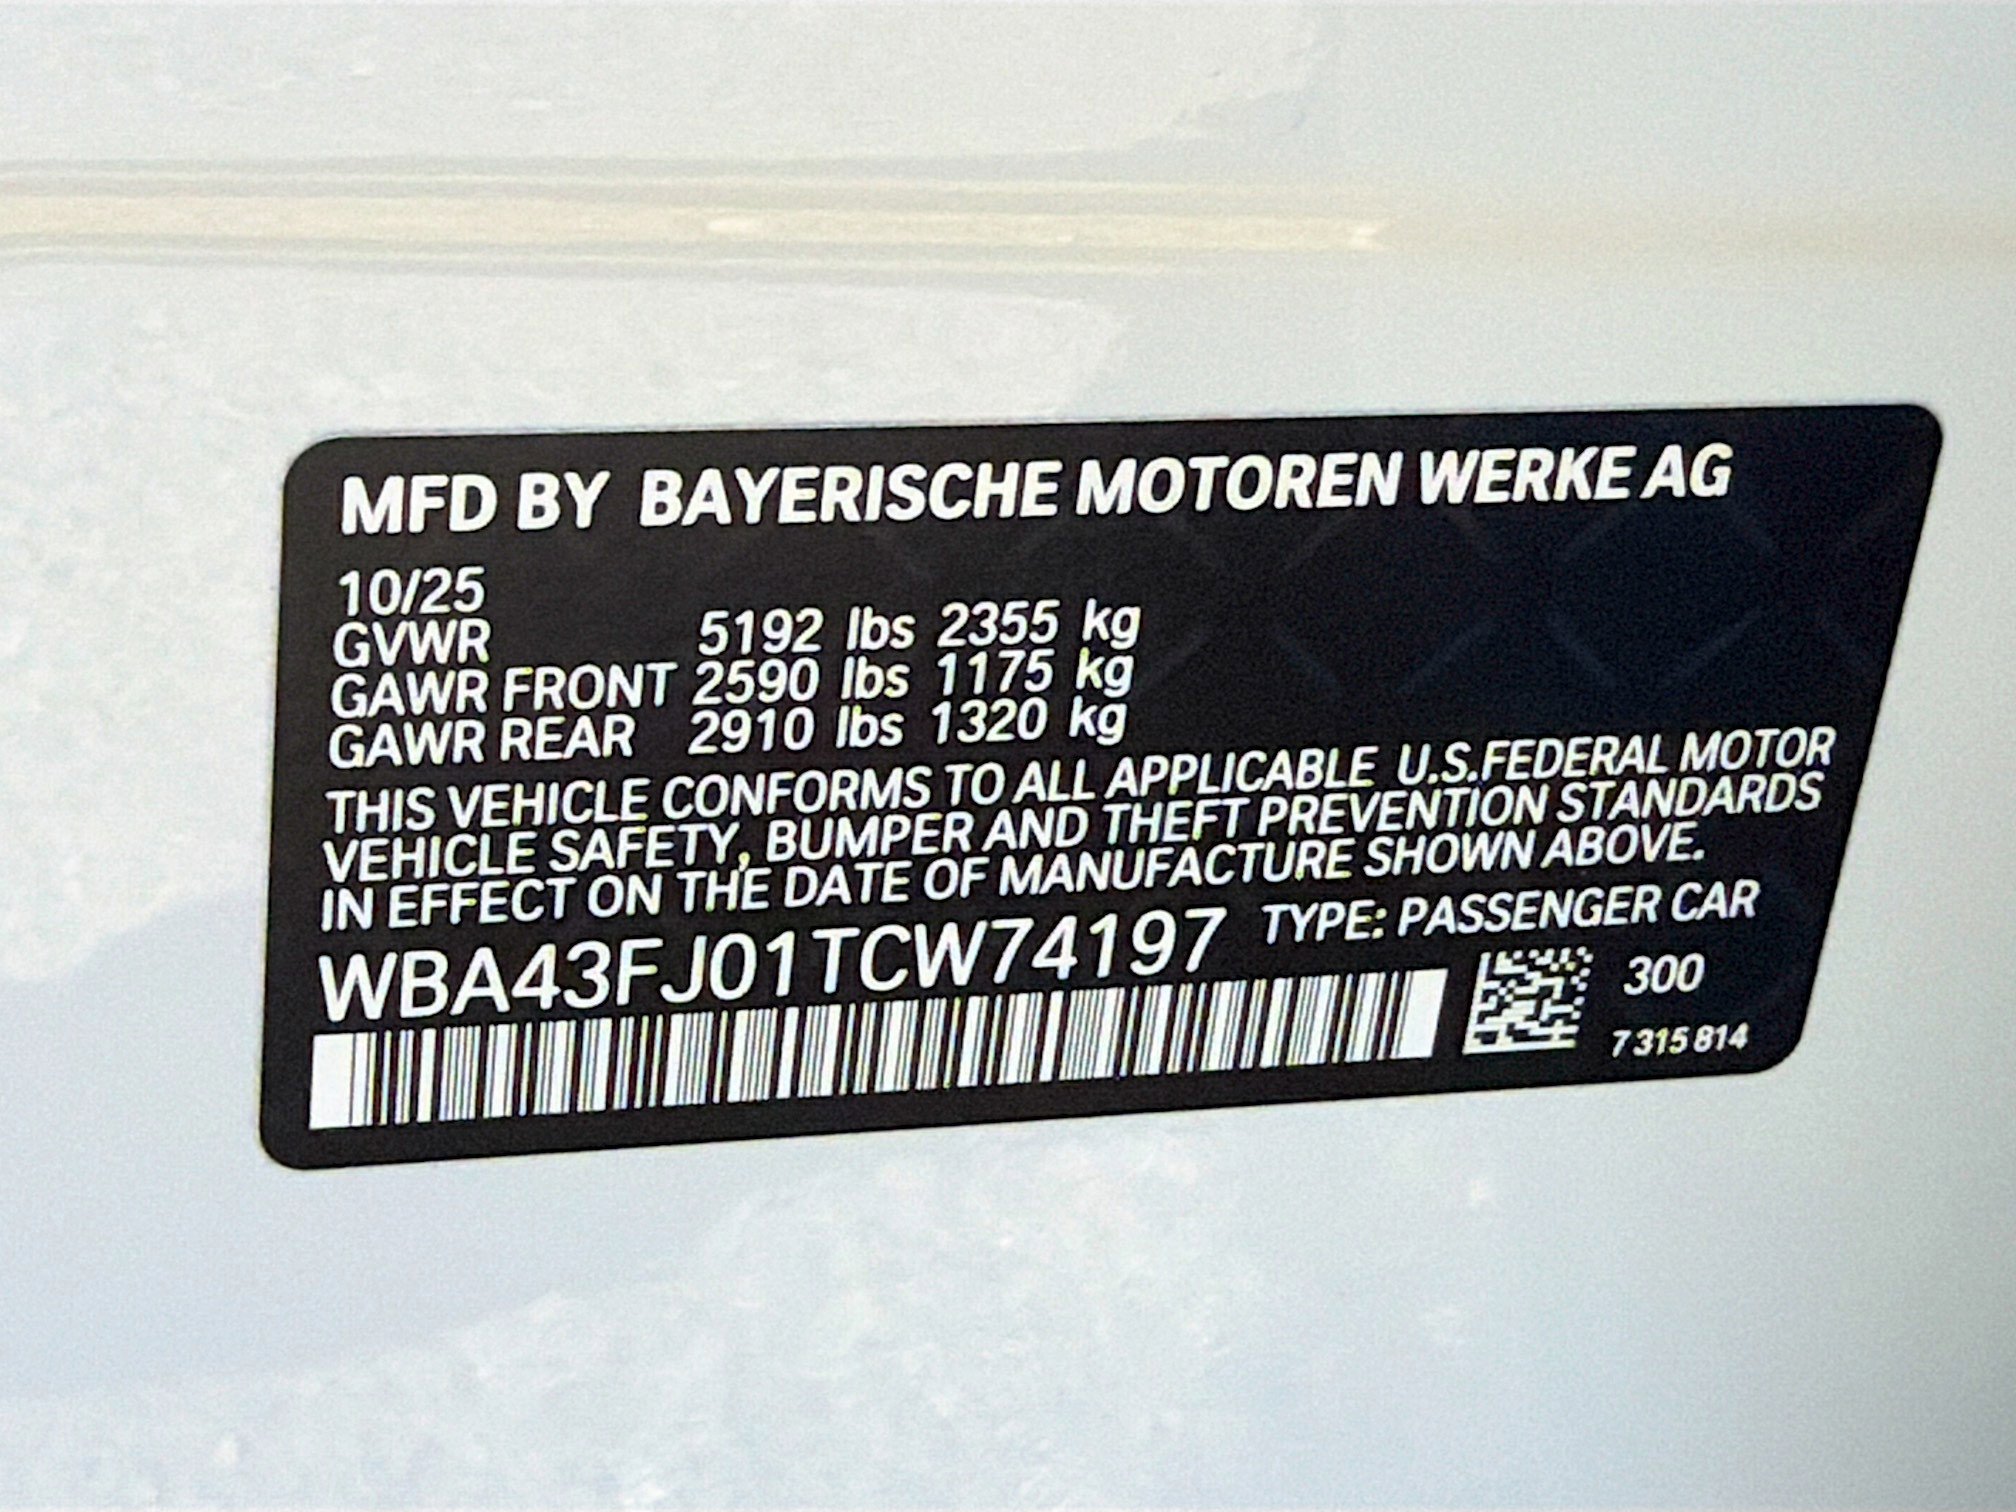 MFD BY BAYERISCHE MOTOREN WERKE AG
10/25
GVWR 5192 lbs 2355 kg
GAWR FRONT 2590 lbs 1175 kg
GAWR REAR 2910 lbs 1320 kg
THIS VEHICLE CONFORMS TO ALL APPLICABLE U.S.FEDERAL MOTOR
VEHICLE SAFETY, BUMPER AND THEFT PREVENTION STANDARDS
IN EFFECT ON THE DATE OF MANUFACTURE SHOWN ABOVE.
WBA43FJ01TCW74197 TYPE: PASSENGER CAR
300
7 315 814